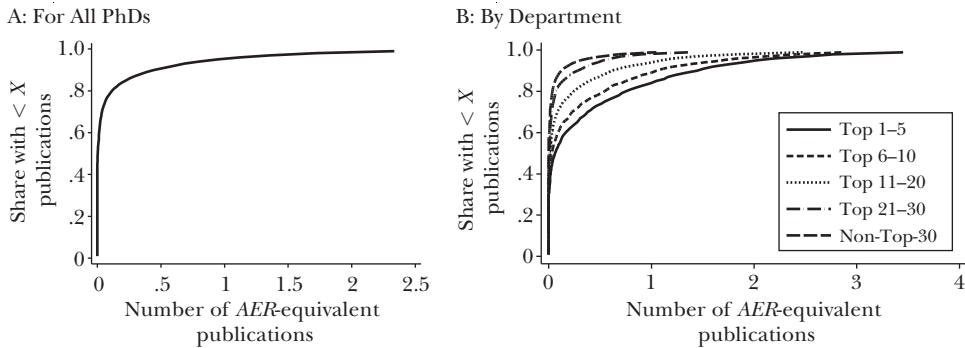 A: For All PhDs
Share with < X
publications
1.0
.8
.6
.4
.2
0
0 .5 1 1.5 2 2.5
Number of AER-equivalent
publications
B: By Department
Share with < X
publications
1.0
.8
.6
.4
.2
0
Top 1–5
Top 6–10
Top 11–20
Top 21–30
Non-Top-30
0 1 2 3 4
Number of AER-equivalent
publications